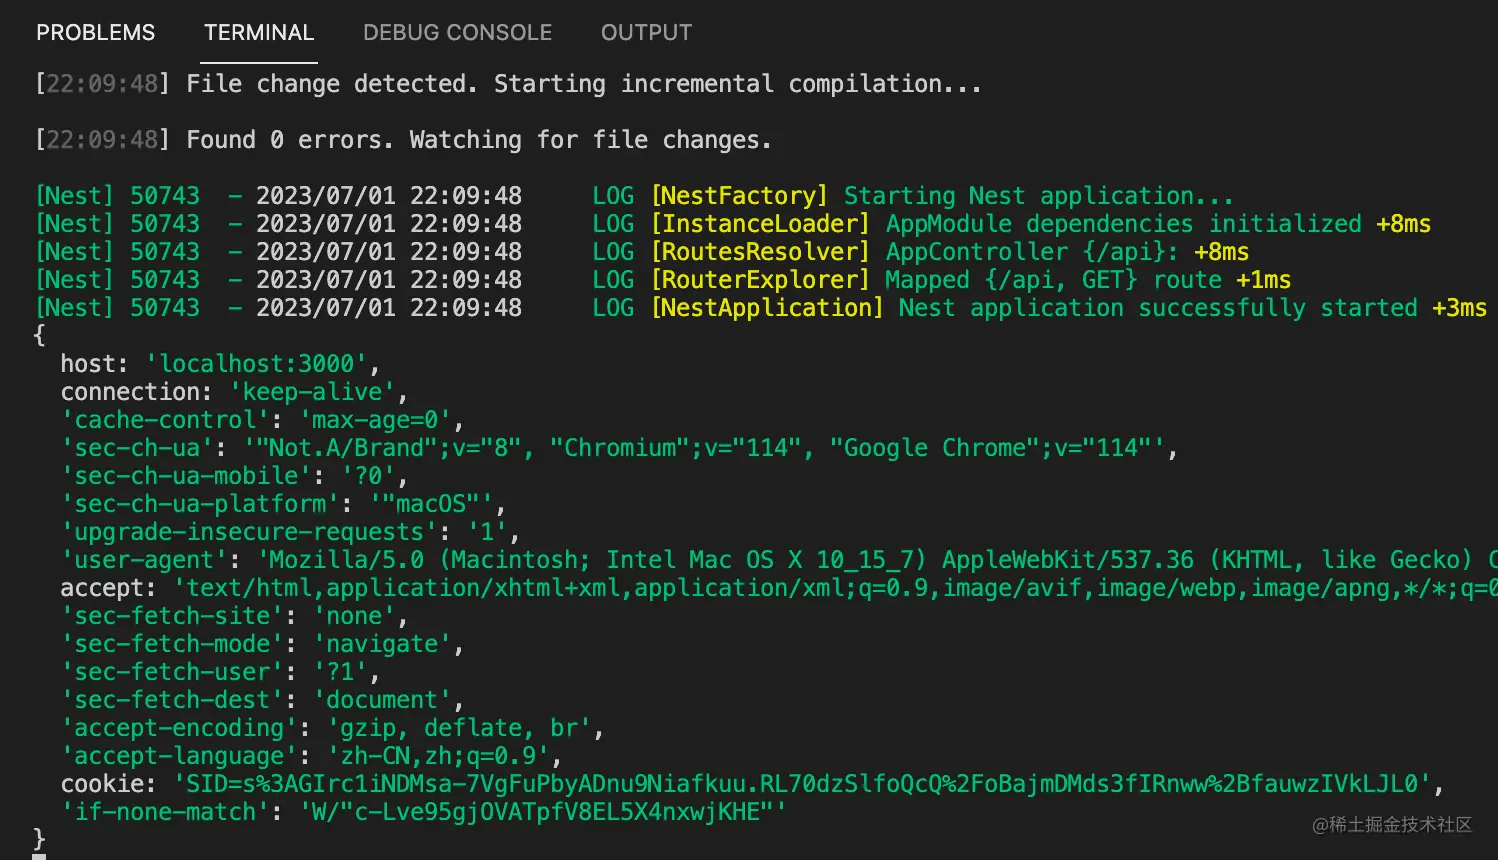 PROBLEMS TERMINAL DEBUG CONSOLE OUTPUT
[22:09:48] File change detected. Starting incremental compilation...
[22:09:48] Found 0 errors. Watching for file changes.
[Nest] 50743  - 2023/07/01 22:09:48     LOG [NestFactory] Starting Nest application...
[Nest] 50743  - 2023/07/01 22:09:48     LOG [InstanceLoader] AppModule dependencies initialized +8ms
[Nest] 50743  - 2023/07/01 22:09:48     LOG [RoutesResolver] AppController {/api}: +8ms
[Nest] 50743  - 2023/07/01 22:09:48     LOG [RouterExplorer] Mapped {/api, GET} route +1ms
[Nest] 50743  - 2023/07/01 22:09:48     LOG [NestApplication] Nest application successfully started +3ms
{
  host: 'localhost:3000',
  connection: 'keep-alive',
  'cache-control': 'max-age=0',
  'sec-ch-ua': '"Not.A/Brand";v="8", "Chromium";v="114", "Google Chrome";v="114"',
  'sec-ch-ua-mobile': '?0',
  'sec-ch-ua-platform': '"macOS"',
  'upgrade-insecure-requests': '1',
  'user-agent': 'Mozilla/5.0 (Macintosh; Intel Mac OS X 10_15_7) AppleWebKit/537.36 (KHTML, like Gecko) C
  accept: 'text/html,application/xhtml+xml,application/xml;q=0.9,image/avif,image/webp,image/apng,*/*;q=0
  'sec-fetch-site': 'none',
  'sec-fetch-mode': 'navigate',
  'sec-fetch-user': '?1',
  'sec-fetch-dest': 'document',
  'accept-encoding': 'gzip, deflate, br',
  'accept-language': 'zh-CN,zh;q=0.9',
  cookie: 'SID=s%3AGIrc1iNDMsa-7VgFuPbyADnu9Niafkuu.RL70dzSlfoQcQ%2FoBajmDMds3fIRnww%2BfauwzIVkLJL0',
  'if-none-match': 'W/"c-Lve95gjOVATpfV8EL5X4nxwjKHE"'
}
@稀土掘金技术社区